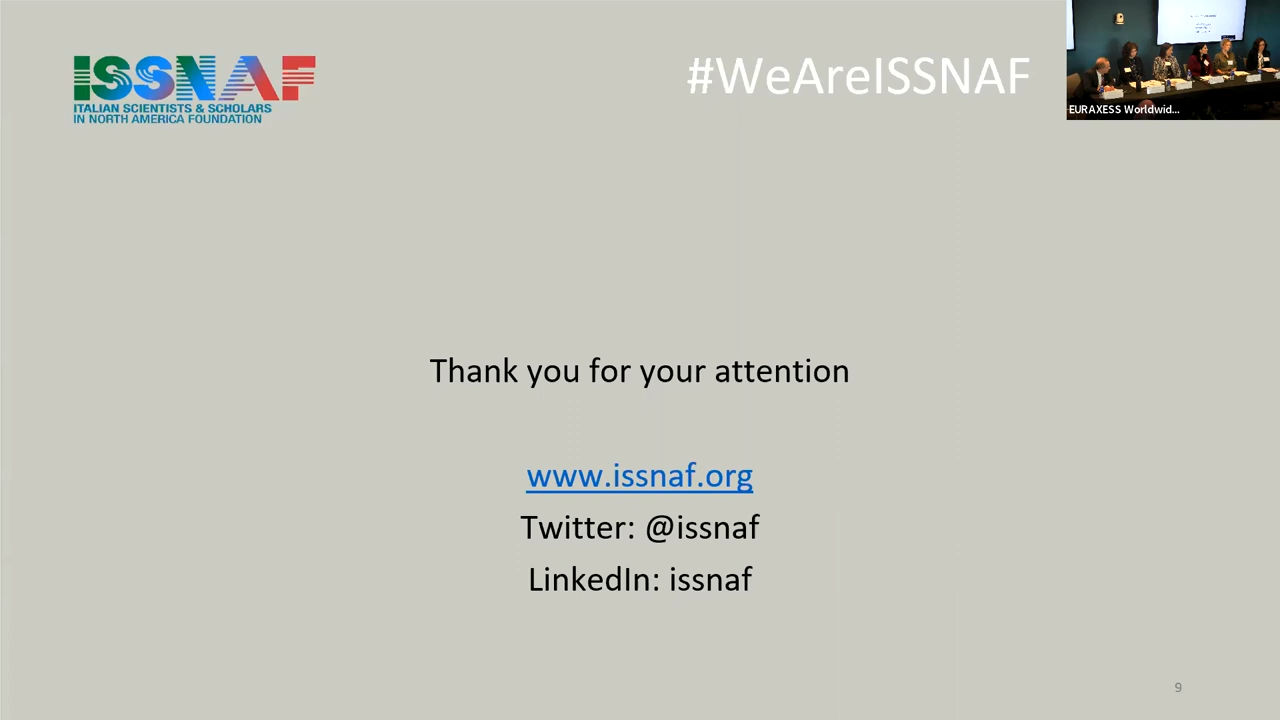 ISSNAF
ITALIAN SCIENTISTS & SCHOLARS
IN NORTH AMERICA FOUNDATION
#WeAreISSNAF
EURAXESS Worldwid...
Thank you for your attention
www.issnaf.org
Twitter: @issnaf
LinkedIn: issnaf
9